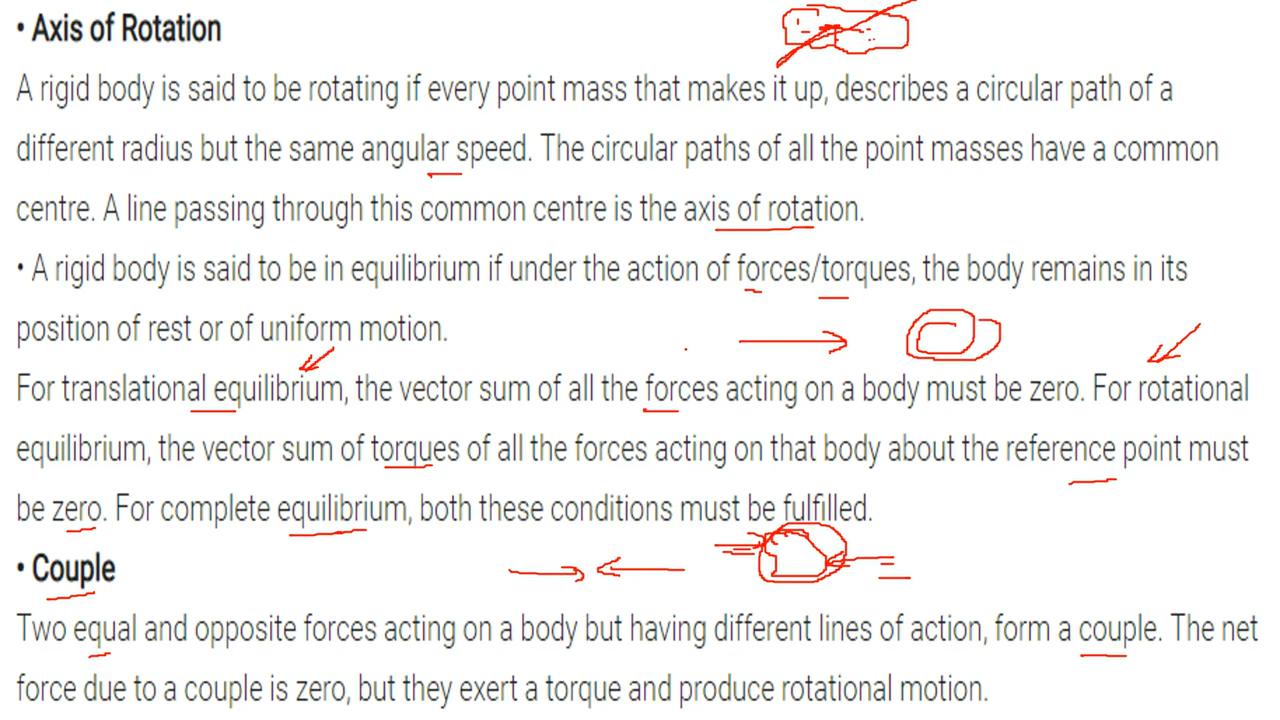 • Axis of Rotation
A rigid body is said to be rotating if every point mass that makes it up, describes a circular path of a
different radius but the same angular speed. The circular paths of all the point masses have a common
centre. A line passing through this common centre is the axis of rotation.
• A rigid body is said to be in equilibrium if under the action of forces/torques, the body remains in its
position of rest or of uniform motion.
For translational equilibrium, the vector sum of all the forces acting on a body must be zero. For rotational
equilibrium, the vector sum of torques of all the forces acting on that body about the reference point must
be zero. For complete equilibrium, both these conditions must be fulfilled.
• Couple
Two equal and opposite forces acting on a body but having different lines of action, form a couple. The net
force due to a couple is zero, but they exert a torque and produce rotational motion.